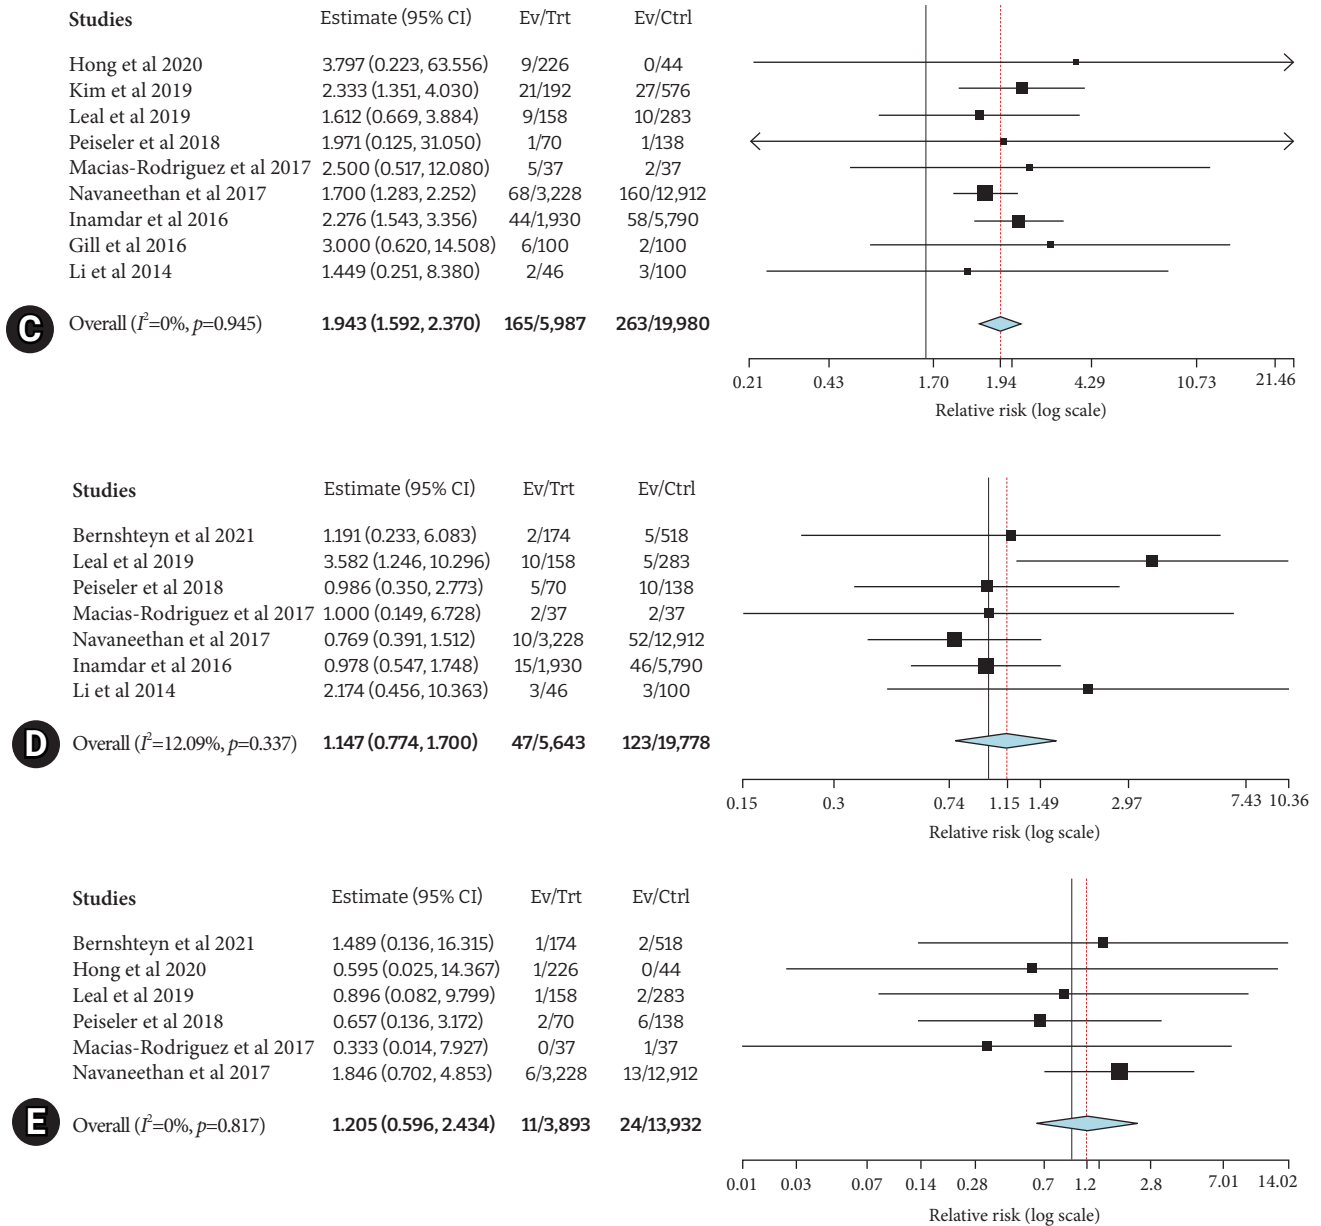 Studies Estimate (95% CI) Ev/Trt Ev/Ctrl
Hong et al 2020 3.797 (0.223, 63.556) 9/226 0/44
Kim et al 2019 2.333 (1.351, 4.030) 21/192 27/576
Leal et al 2019 1.612 (0.669, 3.884) 9/158 10/283
Peiseler et al 2018 1.971 (0.125, 31.050) 1/70 1/138
Macias-Rodriguez et al 2017 2.500 (0.517, 12.080) 5/37 2/37
Navaneethan et al 2017 1.700 (1.283, 2.252) 68/3,228 160/12,912
Inamdar et al 2016 2.276 (1.543, 3.356) 44/1,930 58/5,790
Gill et al 2016 3.000 (0.620, 14.508) 6/100 2/100
Li et al 2014 1.449 (0.251, 8.380) 2/46 3/100
C Overall (I²=0%, p=0.945) 1.943 (1.592, 2.370) 165/5,987 263/19,980
0.21 0.43 1.70 1.94 4.29 10.73 21.46
Relative risk (log scale)
Studies Estimate (95% CI) Ev/Trt Ev/Ctrl
Bernshteyn et al 2021 1.191 (0.233, 6.083) 2/174 5/518
Leal et al 2019 3.582 (1.246, 10.296) 10/158 5/283
Peiseler et al 2018 0.986 (0.350, 2.773) 5/70 10/138
Macias-Rodriguez et al 2017 1.000 (0.149, 6.728) 2/37 2/37
Navaneethan et al 2017 0.769 (0.391, 1.512) 10/3,228 52/12,912
Inamdar et al 2016 0.978 (0.547, 1.748) 15/1,930 46/5,790
Li et al 2014 2.174 (0.456, 10.363) 3/46 3/100
D Overall (I²=12.09%, p=0.337) 1.147 (0.774, 1.700) 47/5,643 123/19,778
0.15 0.3 0.74 1.15 1.49 2.97 7.43 10.36
Relative risk (log scale)
Studies Estimate (95% CI) Ev/Trt Ev/Ctrl
Bernshteyn et al 2021 1.489 (0.136, 16.315) 1/174 2/518
Hong et al 2020 0.595 (0.025, 14.367) 1/226 0/44
Leal et al 2019 0.896 (0.082, 9.799) 1/158 2/283
Peiseler et al 2018 0.657 (0.136, 3.172) 2/70 6/138
Macias-Rodriguez et al 2017 0.333 (0.014, 7.927) 0/37 1/37
Navaneethan et al 2017 1.846 (0.702, 4.853) 6/3,228 13/12,912
E Overall (I²=0%, p=0.817) 1.205 (0.596, 2.434) 11/3,893 24/13,932
0.01 0.03 0.07 0.14 0.28 0.7 1.2 2.8 7.01 14.02
Relative risk (log scale)